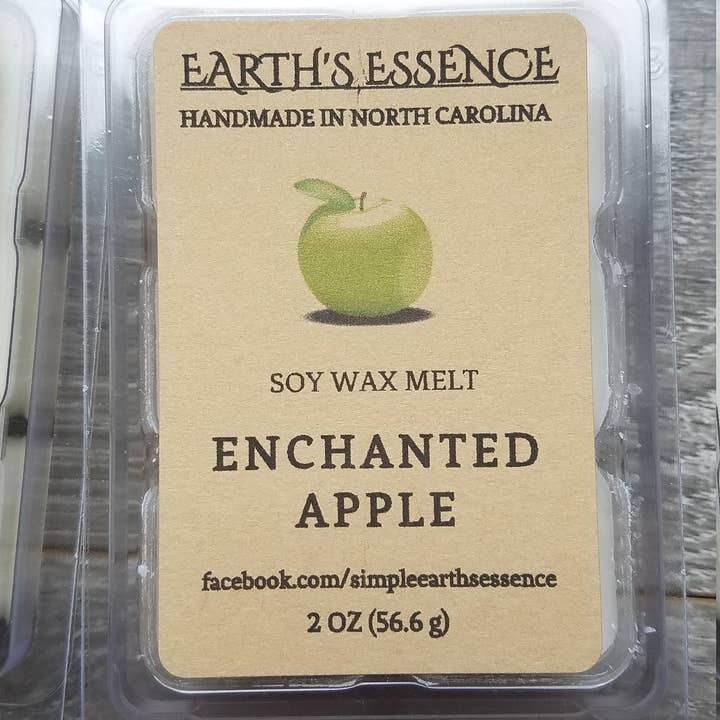 EARTH'S ESSENCE
HANDMADE IN NORTH CAROLINA
SOY WAX MELT
ENCHANTED
APPLE
facebook.com/simpleearthsessence
2 OZ (56.6 g)